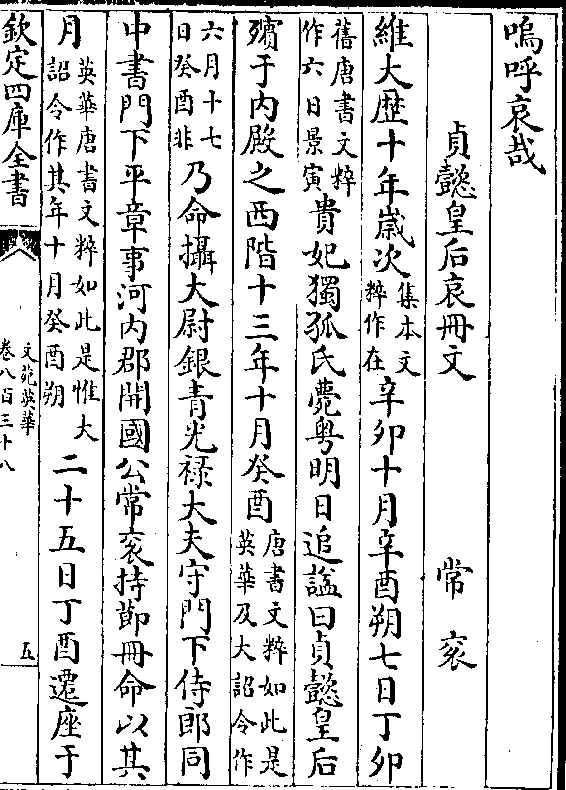 嗚呼哀哉
貞懿皇后哀冊文 常衮
維大歴十年嵗次集本文粹作在辛卯十月辛酉朔七日丁卯
舊唐書文粹作六日景寅貴妃獨孤氏薨粤明日追諡曰貞懿皇后
殯于内殿之西階十三年十月癸酉唐書文粹如此是英華及大詔令作
六月十七日癸酉非乃命攝大尉銀青光禄大夫守門下侍郎同
中書門下平章事河内郡開國公常衮持節冊命以其
月英華唐書文粹如此是惟大詔令作其年十月癸酉朔二十五日丁酉遷座于
欽定四庫全書
文苑英華
卷八百三十八
五